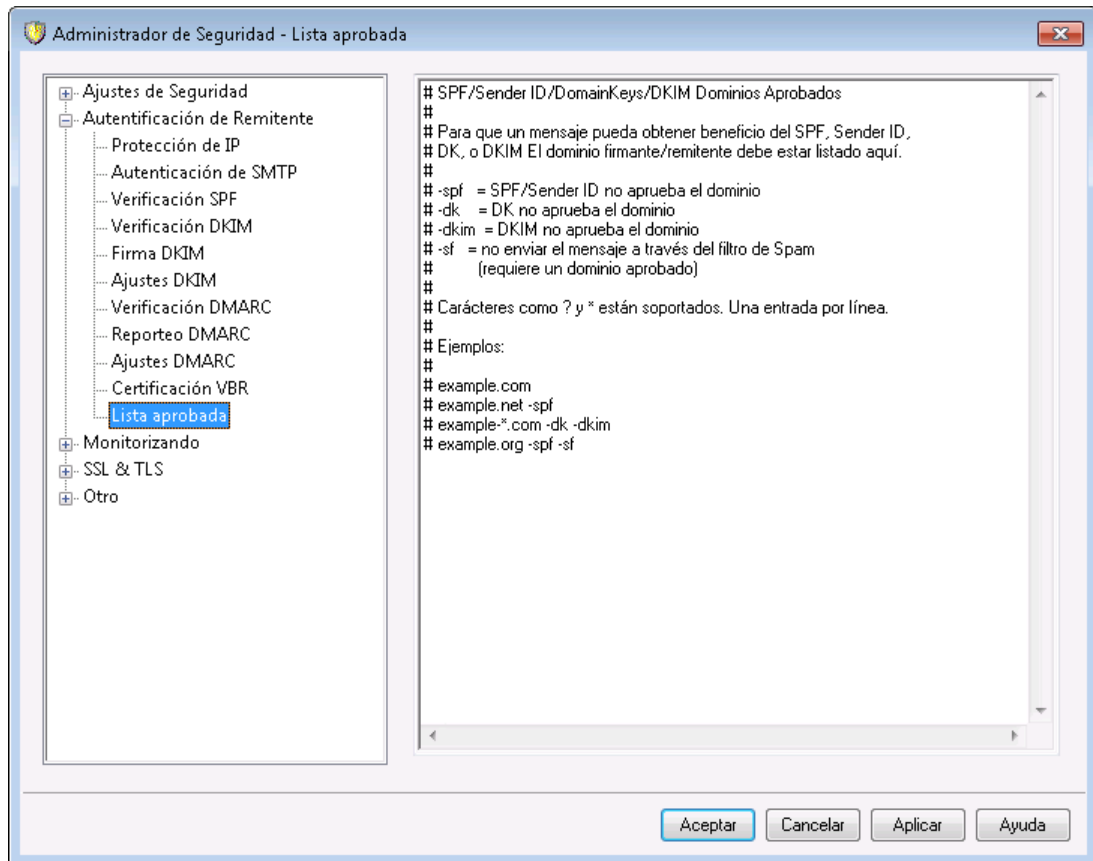 Administrador de Seguridad - Lista aprobada
Ajustes de Seguridad
Autentificación de Remitente
Protección de IP
Autenticación de SMTP
Verificación SPF
Verificación DKIM
Firma DKIM
Ajustes DKIM
Verificación DMARC
Reporteo DMARC
Ajustes DMARC
Certificación VBR
Lista aprobada
Monitorizando
SSL & TLS
Otro
# SPF/Sender ID/DomainKeys/DKIM Dominios Aprobados
#
# Para que un mensaje pueda obtener beneficio del SPF, Sender ID,
# DK, o DKIM El dominio firmante/remitente debe estar listado aquí.
#
# -spf = SPF/Sender ID no aprueba el dominio
# -dk = DK no aprueba el dominio
# -dkim = DKIM no aprueba el dominio
# -sf = no enviar el mensaje a través del filtro de Spam
# (requiere un dominio aprobado)
#
# Carácteres como ? y * están soportados. Una entrada por línea.
#
# Ejemplos:
#
# example.com
# example.net -spf
# example-*.com -dk -dkim
# example.org -spf -sf
Aceptar
Cancelar
Aplicar
Ayuda